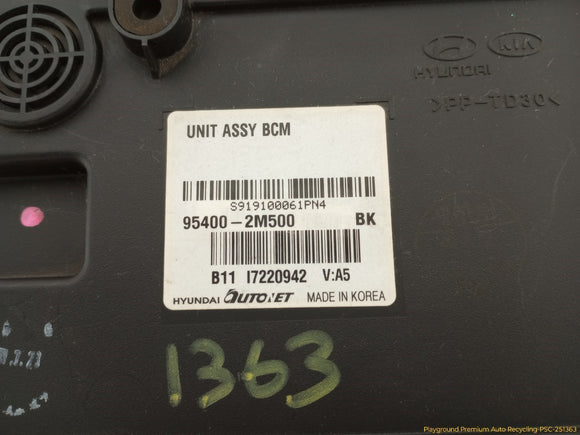 HYUNDAI KIA
>PP-TD30<
UNIT ASSY BCM
S919100061PN4
95400-2M500 BK
B11 I7220942 V:A5
HYUNDAI AUTONET MADE IN KOREA
1363
Playground Premium Auto Recycling-PSC-251363